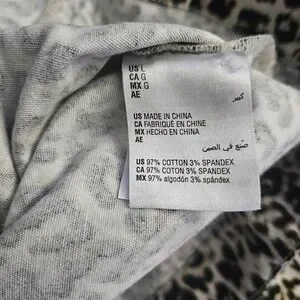 US L
CA G
MX G
AE كبير
US MADE IN CHINA
CA FABRIQUÉ EN CHINE
MX HECHO EN CHINA
AE صنع في الصين
US 97% COTTON 3% SPANDEX
CA 97% COTON 3% SPANDEX
MX 97% algodón 3% spándex